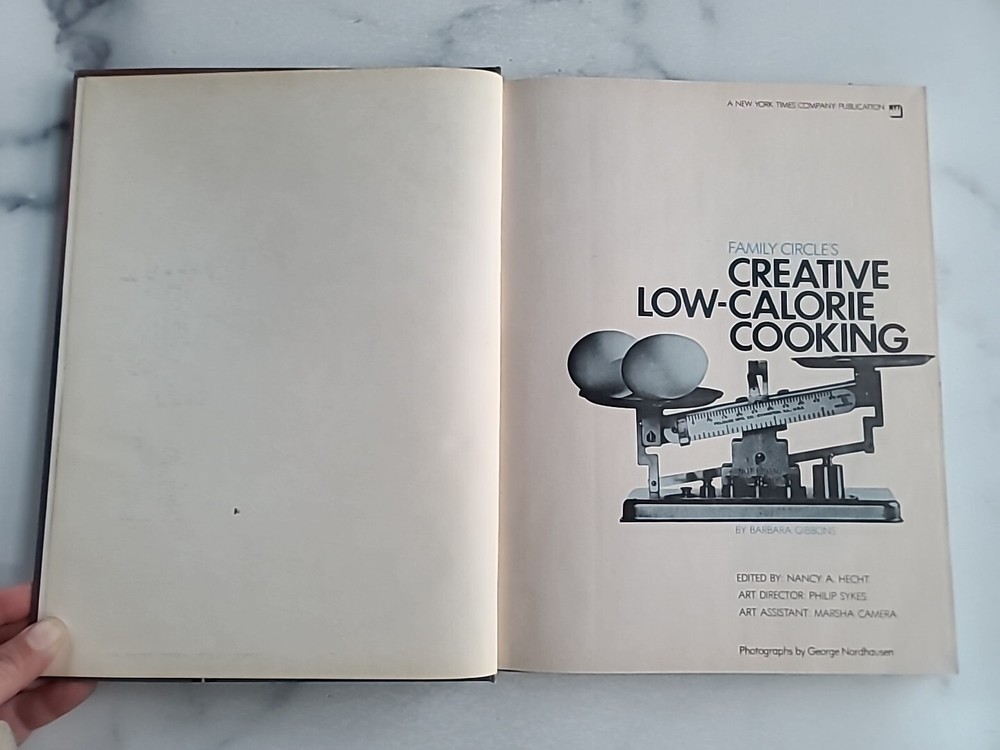 A NEW YORK TIMES COMPANY PUBLICATION
FAMILY CIRCLE'S
CREATIVE
LOW-CALORIE
COOKING
BY BARBARA GIBBONS
EDITED BY: NANCY A. HECHT
ART DIRECTOR: PHILIP SYKES
ART ASSISTANT: MARSHA CAMERA
Photographs by George Nordhausen